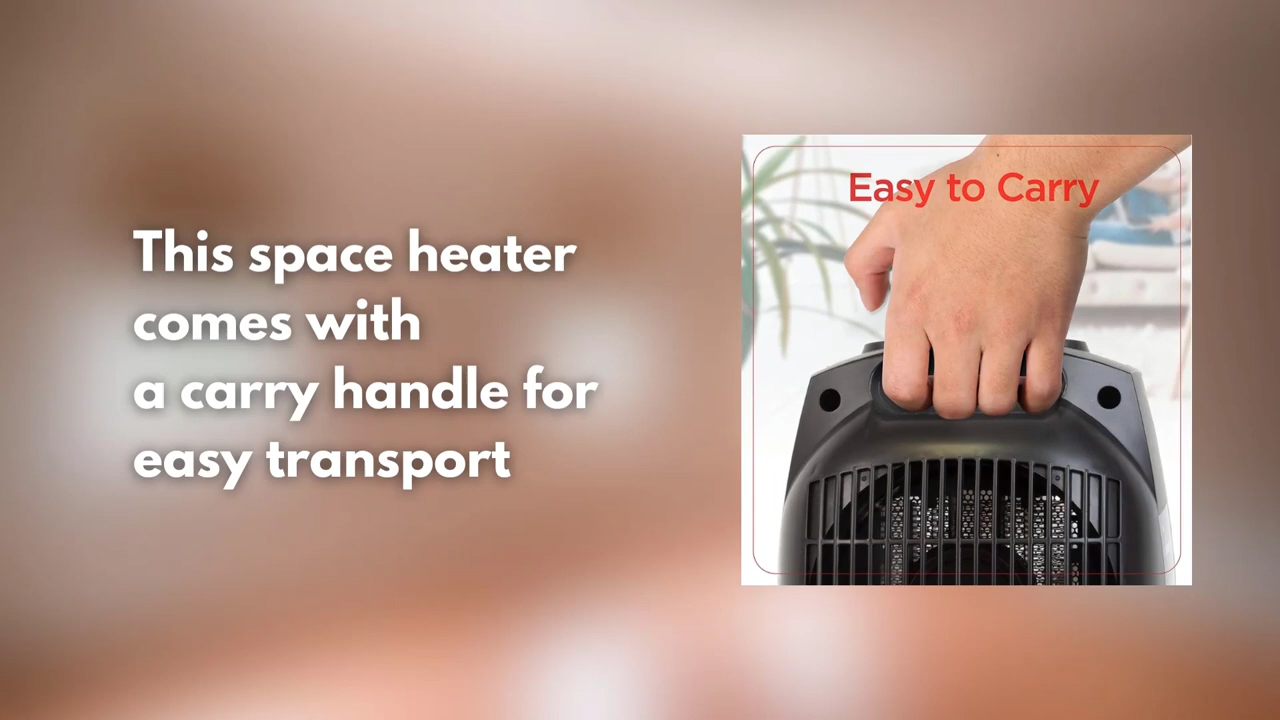 This space heater
comes with
a carry handle for
easy transport
Easy to Carry